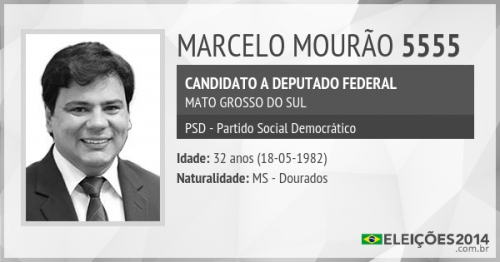 MARCELO MOURÃO 5555
CANDIDATO A DEPUTADO FEDERAL
MATO GROSSO DO SUL
PSD - Partido Social Democrático
Idade: 32 anos (18-05-1982)
Naturalidade: MS - Dourados
ELEIÇÕES2014
.com.br